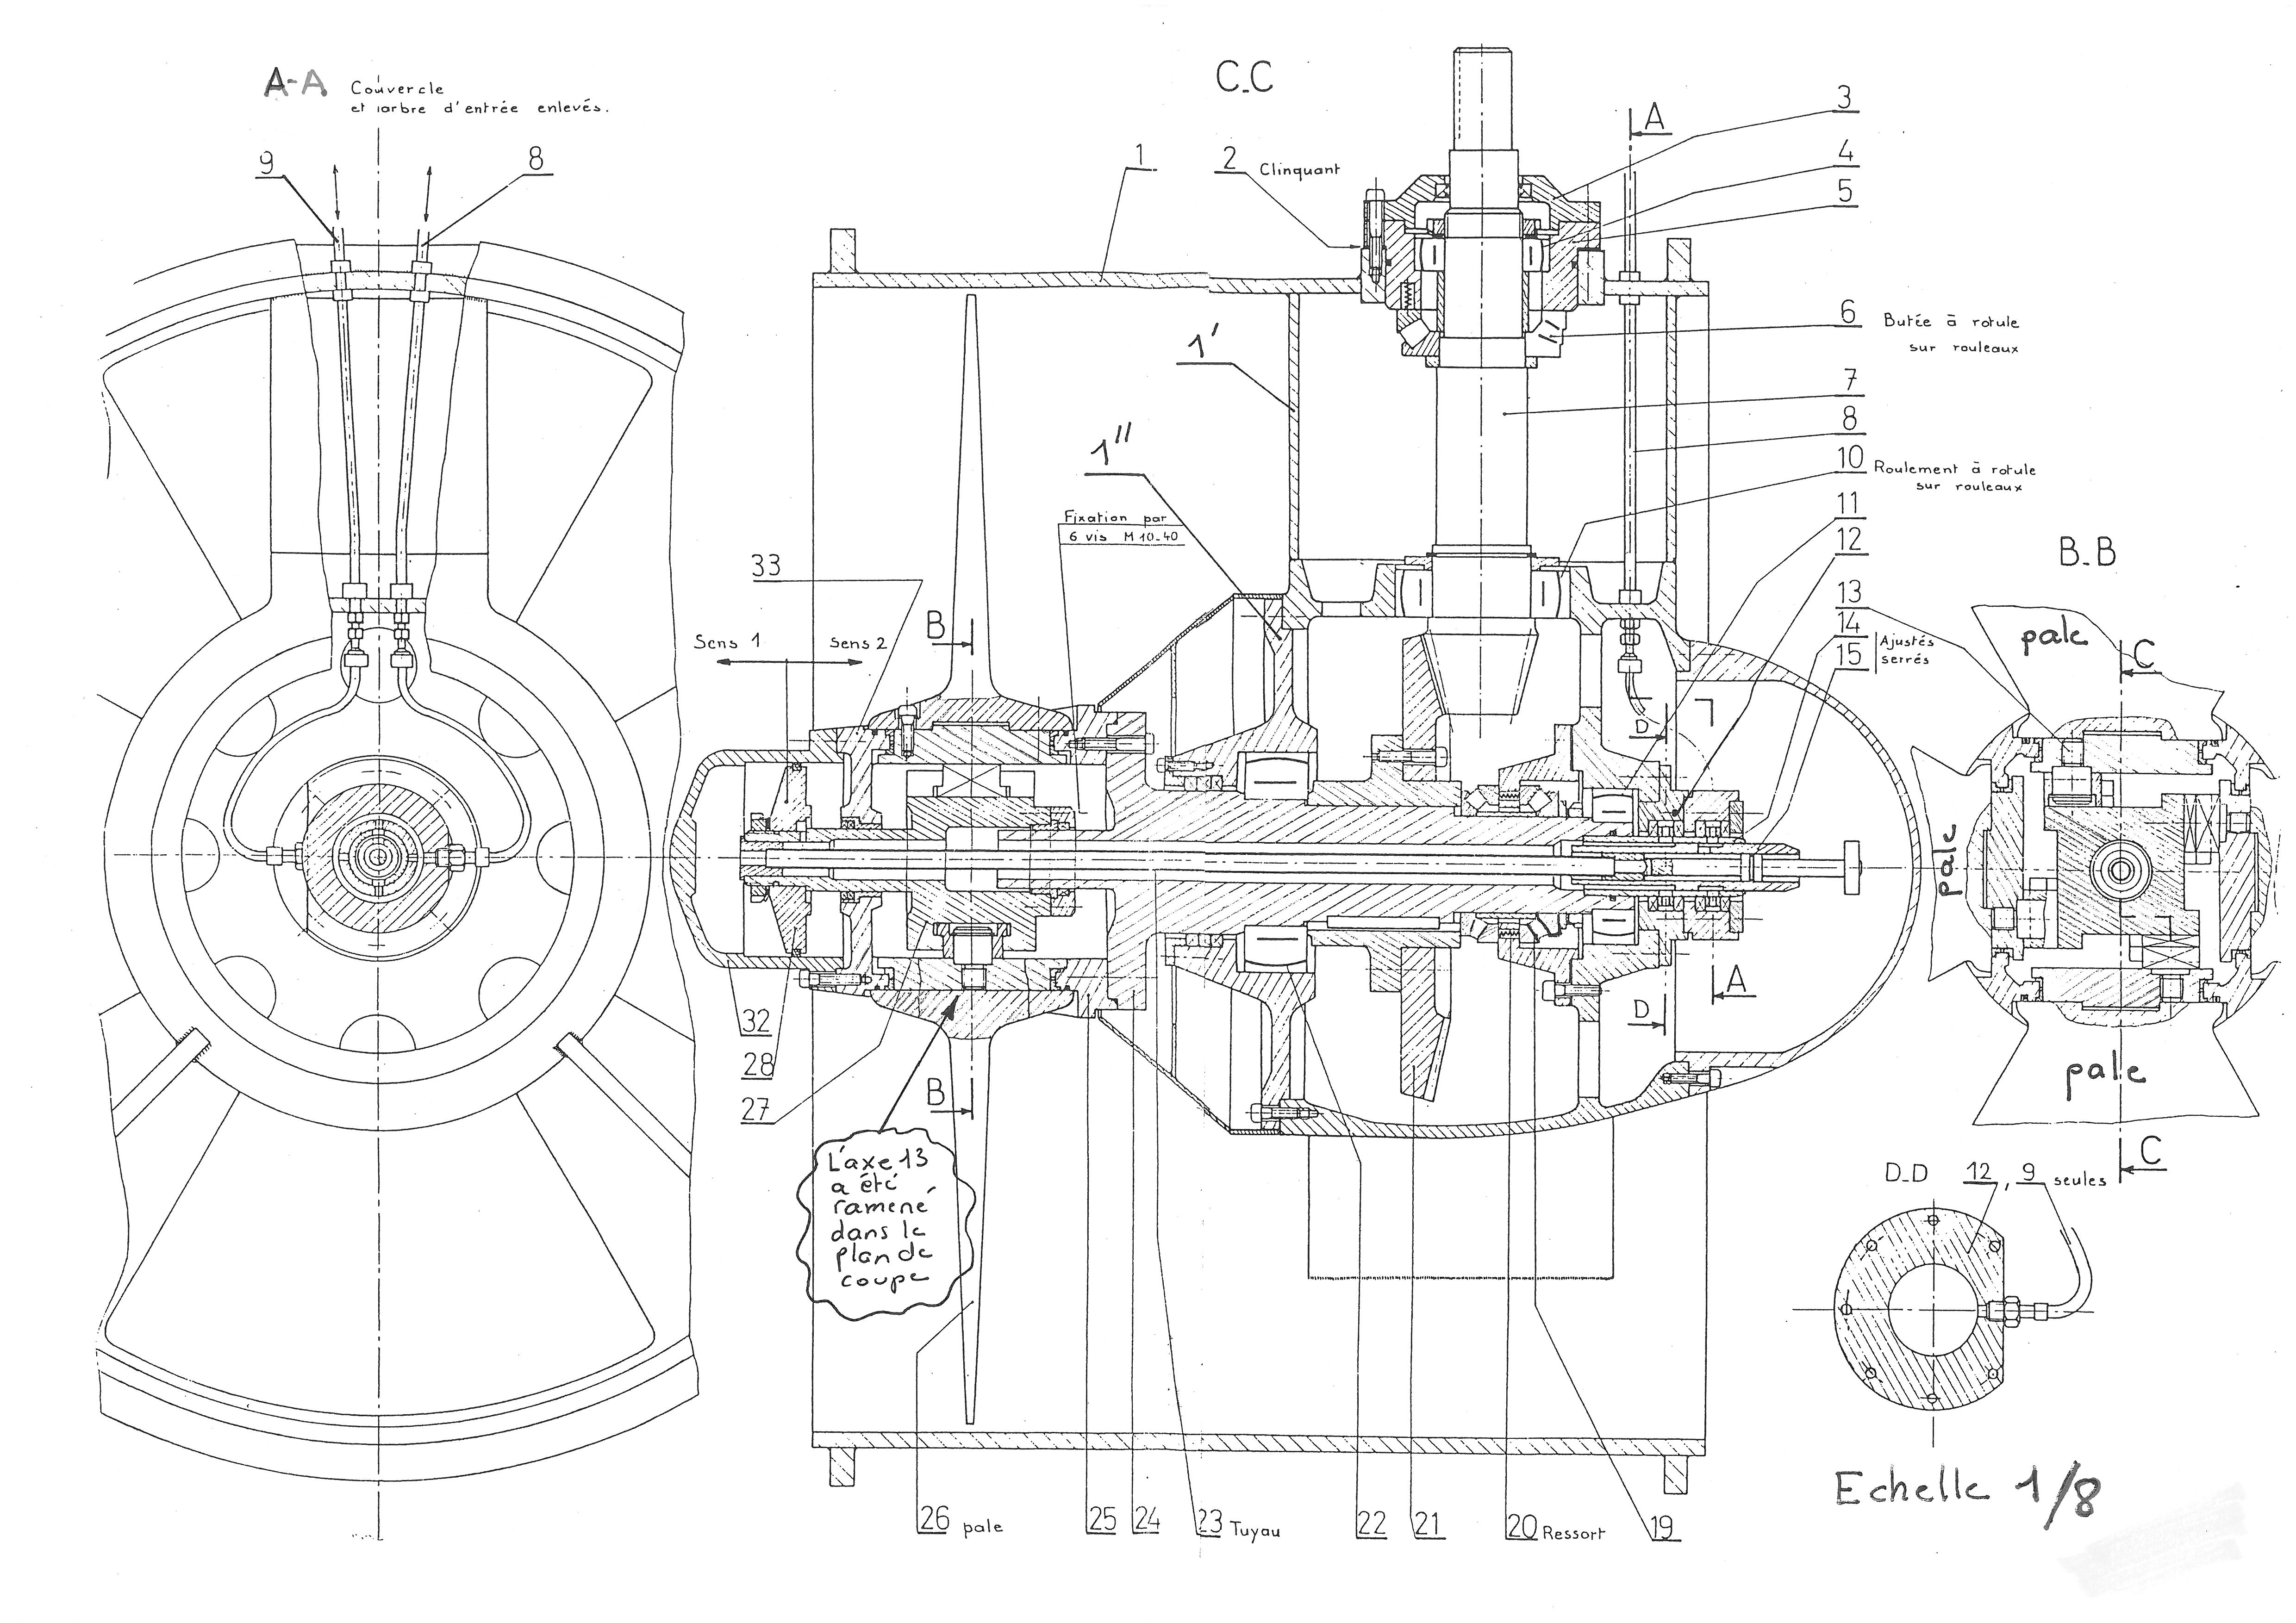 A-A Couvercle
et arbre d'entrée enlevés.
9
8
C-C
1
2 Clinquant
A
3
4
5
6 Butée à rotule
sur rouleaux
1'
7
8
1"
10 Roulement à rotule
sur rouleaux
11
12
Fixation par
6 vis M 10-40
33
B-B
13
14 Ajustés
15 serrés
Sens 1
Sens 2
B
D
pale
C
pale
32
28
27
B
D
A
pale
C
L'axe 13
a été
ramené
dans le
plan de
coupe
D-D 12, 9 seules
26 pale
25
24
23 Tuyau
22
21
20 Ressort
19
Echelle 1/8